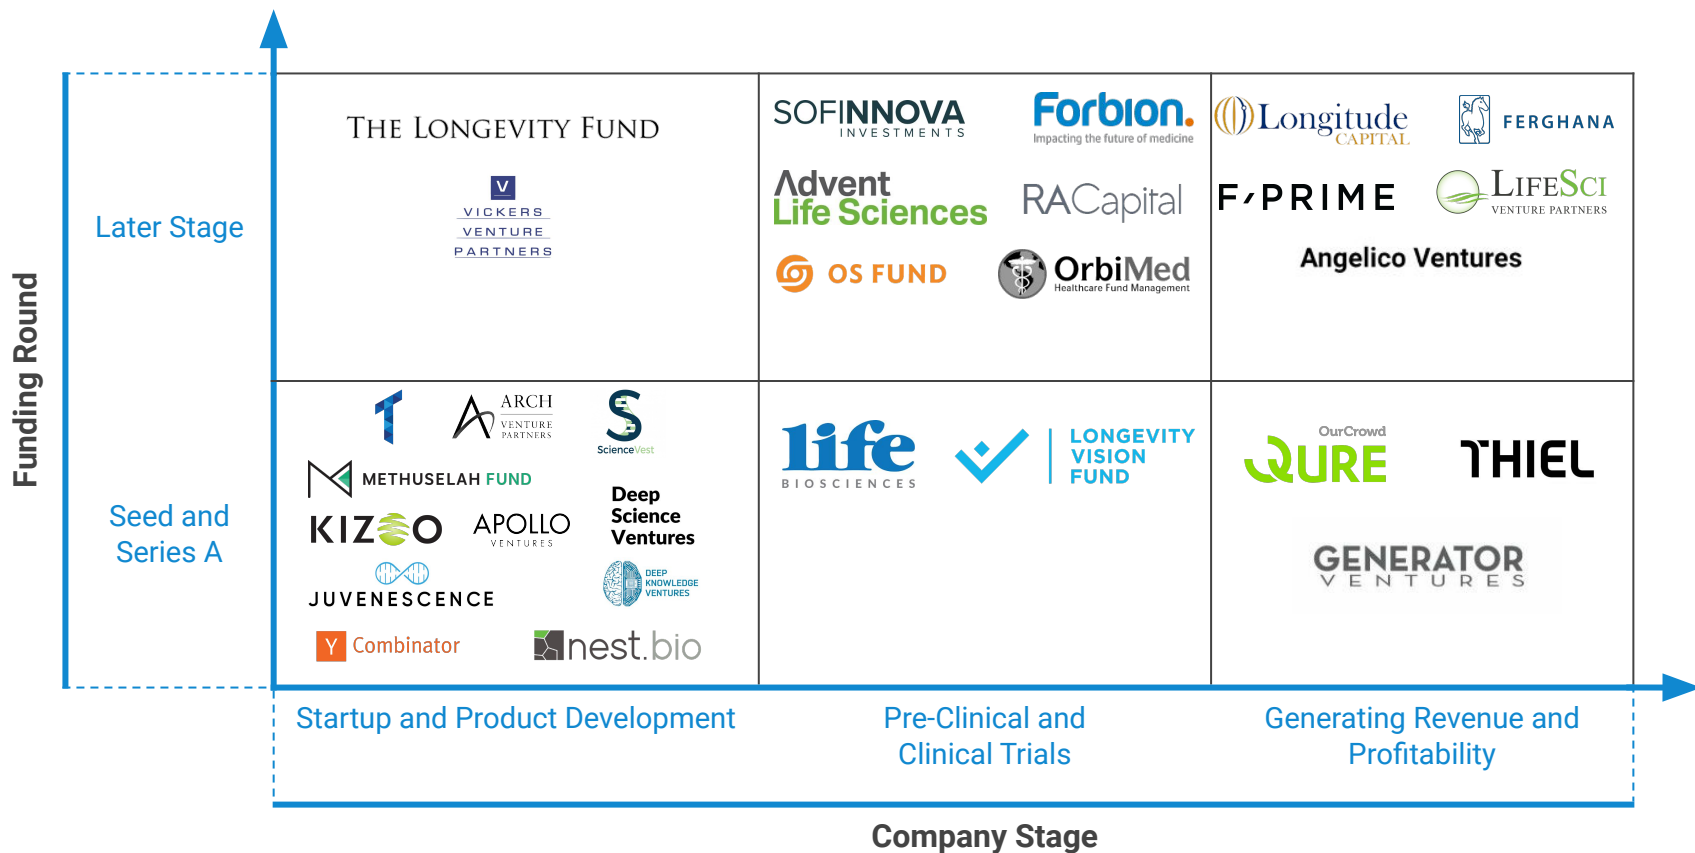 THE LONGEVITY FUND
V
VICKERS
VENTURE
PARTNERS
SOFINNOVA
INVESTMENTS
Forbion.
Impacting the future of medicine
Advent
Life Sciences
RACapital
OS FUND
OrbiMed
Healthcare Fund Management
Longitude
CAPITAL
FERGHANA
F-PRIME
LIFESCI
VENTURE PARTNERS
Angelico Ventures
Later Stage
Funding Round
Seed and
Series A
T
ARCH
VENTURE
PARTNERS
S
ScienceVest
METHUSELAH FUND
KIZOO
APOLLO
VENTURES
Deep
Science
Ventures
JUVENESCENCE
DEEP
KNOWLEDGE
VENTURES
Y Combinator
nest.bio
life
BIOSCIENCES
LONGEVITY
VISION
FUND
OurCrowd
QURE
THIEL
GENERATOR
VENTURES
Startup and Product Development
Pre-Clinical and
Clinical Trials
Generating Revenue and
Profitability
Company Stage